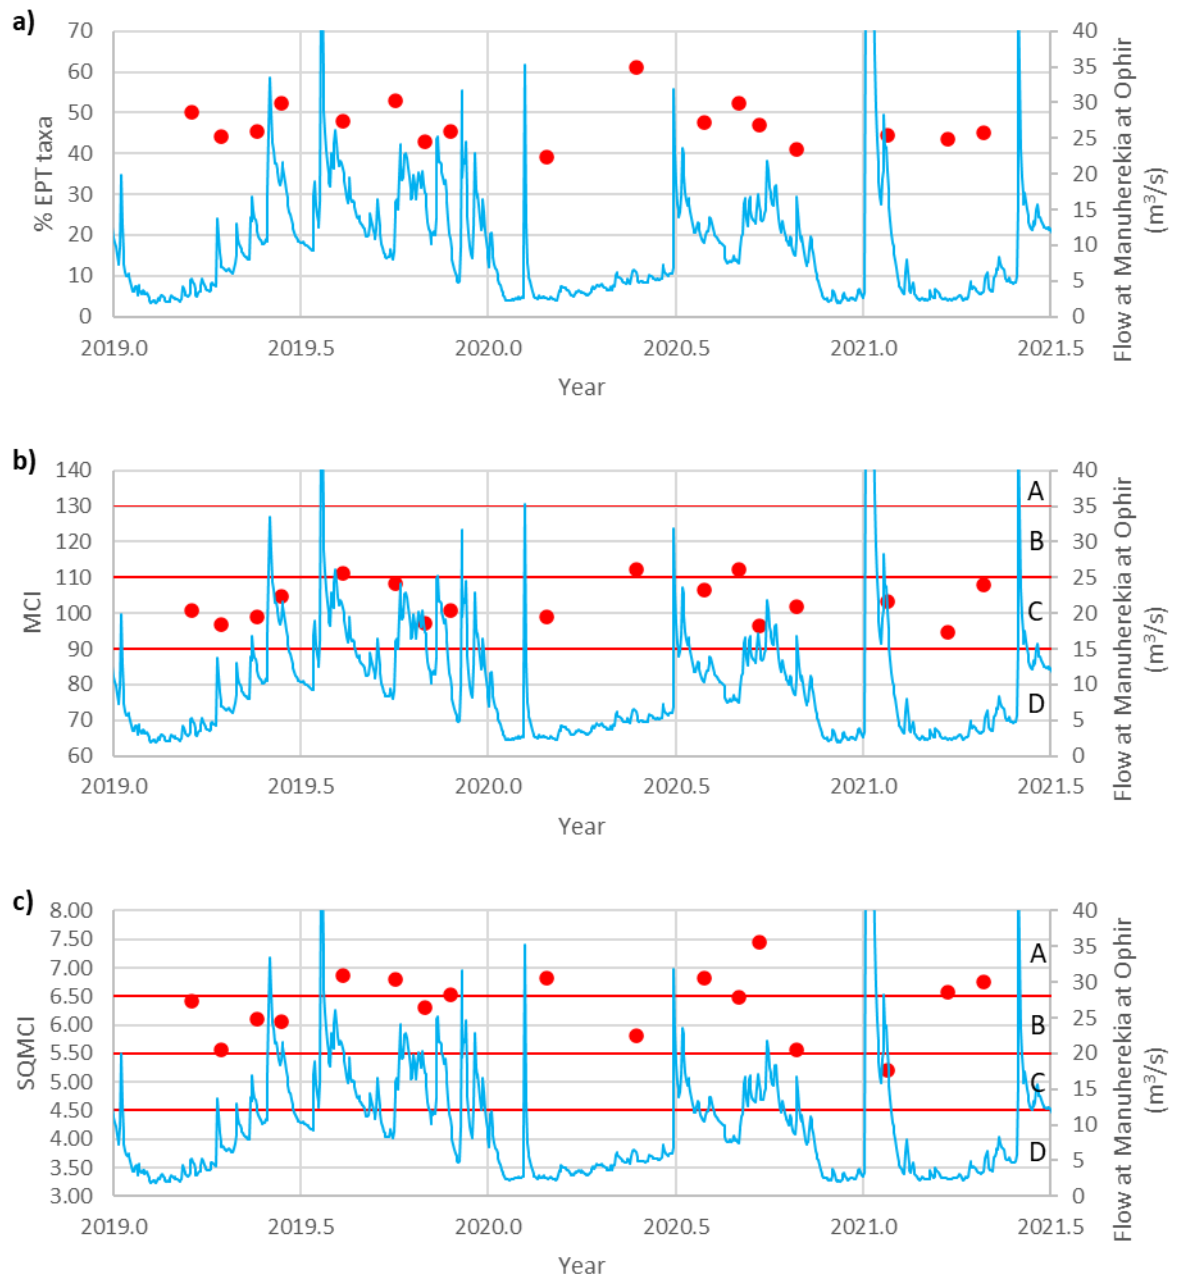 a)
% EPT taxa
70
60
50
40
30
20
10
0
40
35
30
25
20
15
10
5
0
Flow at Manuherekia at Ophir
(m³/s)
2019.0 2019.5 2020.0 2020.5 2021.0 2021.5
Year
b)
MCI
140
130
120
110
100
90
80
70
60
A
B
C
D
40
35
30
25
20
15
10
5
0
Flow at Manuherekia at Ophir
(m³/s)
2019.0 2019.5 2020.0 2020.5 2021.0 2021.5
Year
c)
SQMCI
8.00
7.50
7.00
6.50
6.00
5.50
5.00
4.50
4.00
3.50
3.00
A
B
C
D
40
35
30
25
20
15
10
5
0
Flow at Manuherekia at Ophir
(m³/s)
2019.0 2019.5 2020.0 2020.5 2021.0 2021.5
Year